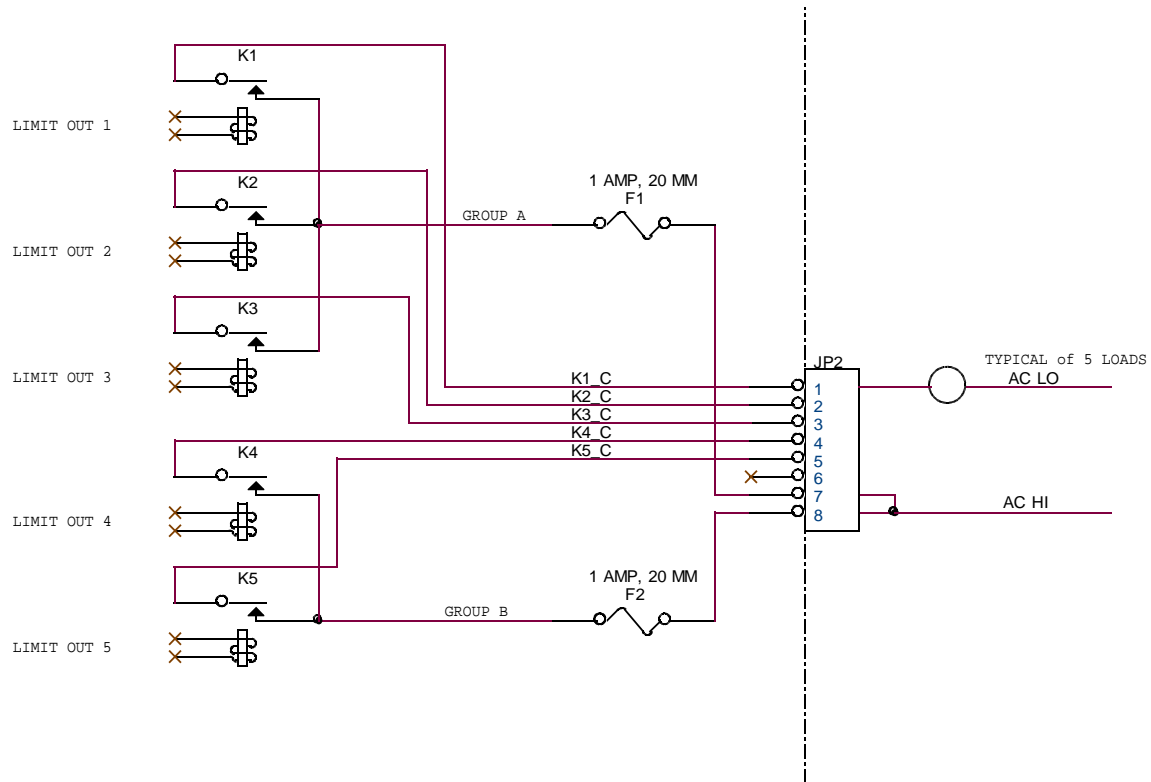 K1
LIMIT OUT 1
K2
1 AMP, 20 MM
F1
GROUP A
LIMIT OUT 2
K3
JP2
TYPICAL of 5 LOADS
LIMIT OUT 3
K1_C
1
AC LO
K2_C
2
K3_C
3
K4_C
4
K5_C
5
K4
6
7
AC HI
LIMIT OUT 4
8
K5
1 AMP, 20 MM
F2
GROUP B
LIMIT OUT 5